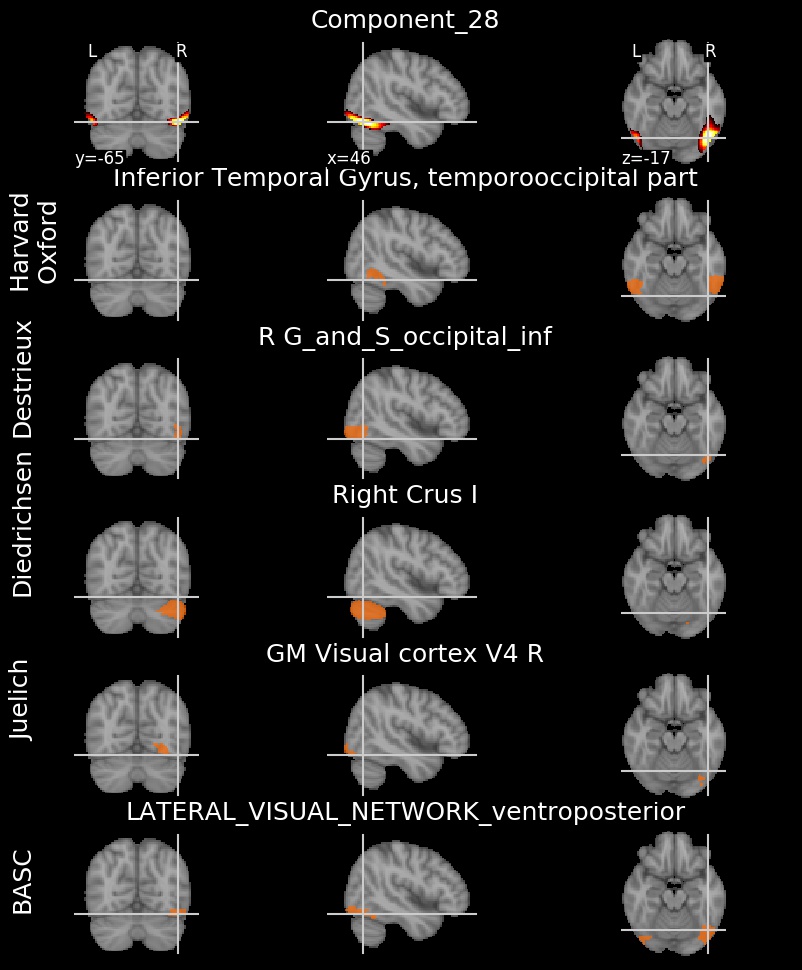 Component_28
L R L R
y=-65 x=46 z=-17
Inferior Temporal Gyrus, temporooccipital part
Harvard
Oxford
R G_and_S_occipital_inf
Destrieux
Right Crus I
Diedrichsen
GM Visual cortex V4 R
Juelich
LATERAL_VISUAL_NETWORK_ventroposterior
BASC